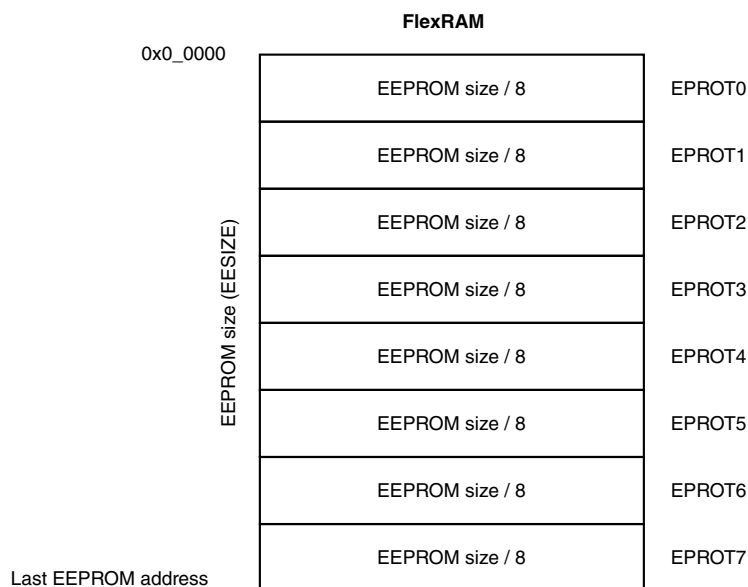 FlexRAM
0x0_0000
EEPROM size / 8 EPROT0
EEPROM size / 8 EPROT1
EEPROM size / 8 EPROT2
EEPROM size / 8 EPROT3
EEPROM size / 8 EPROT4
EEPROM size / 8 EPROT5
EEPROM size / 8 EPROT6
EEPROM size / 8 EPROT7
EEPROM size (EESIZE)
Last EEPROM address